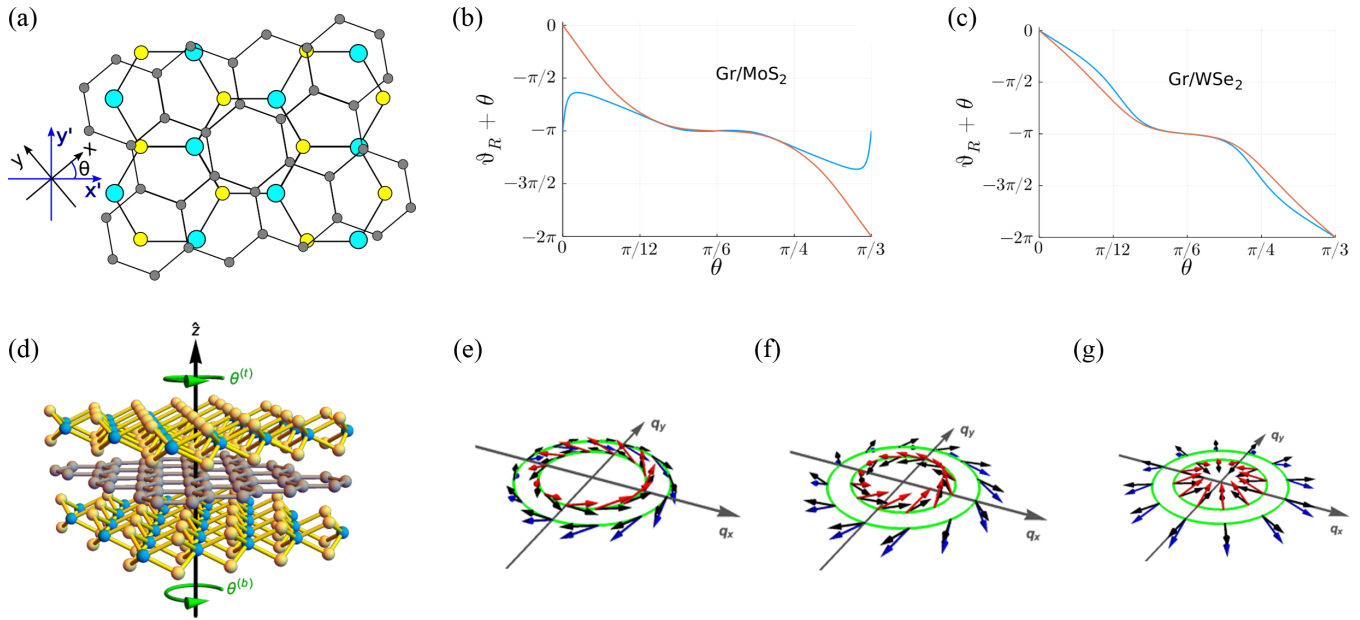 (a)
y'
y
x
θ
x'
(b)
ϑ_R + θ
0
−π/2
−π
−3π/2
−2π
Gr/MoS₂
0
π/12
π/6
π/4
π/3
θ
(c)
ϑ_R + θ
0
−π/2
−π
−3π/2
−2π
Gr/WSe₂
0
π/12
π/6
π/4
π/3
θ
(d)
ẑ
θ⁽ᵗ⁾
θ⁽ᵇ⁾
(e)
q_y
q_x
(f)
q_y
q_x
(g)
q_y
q_x